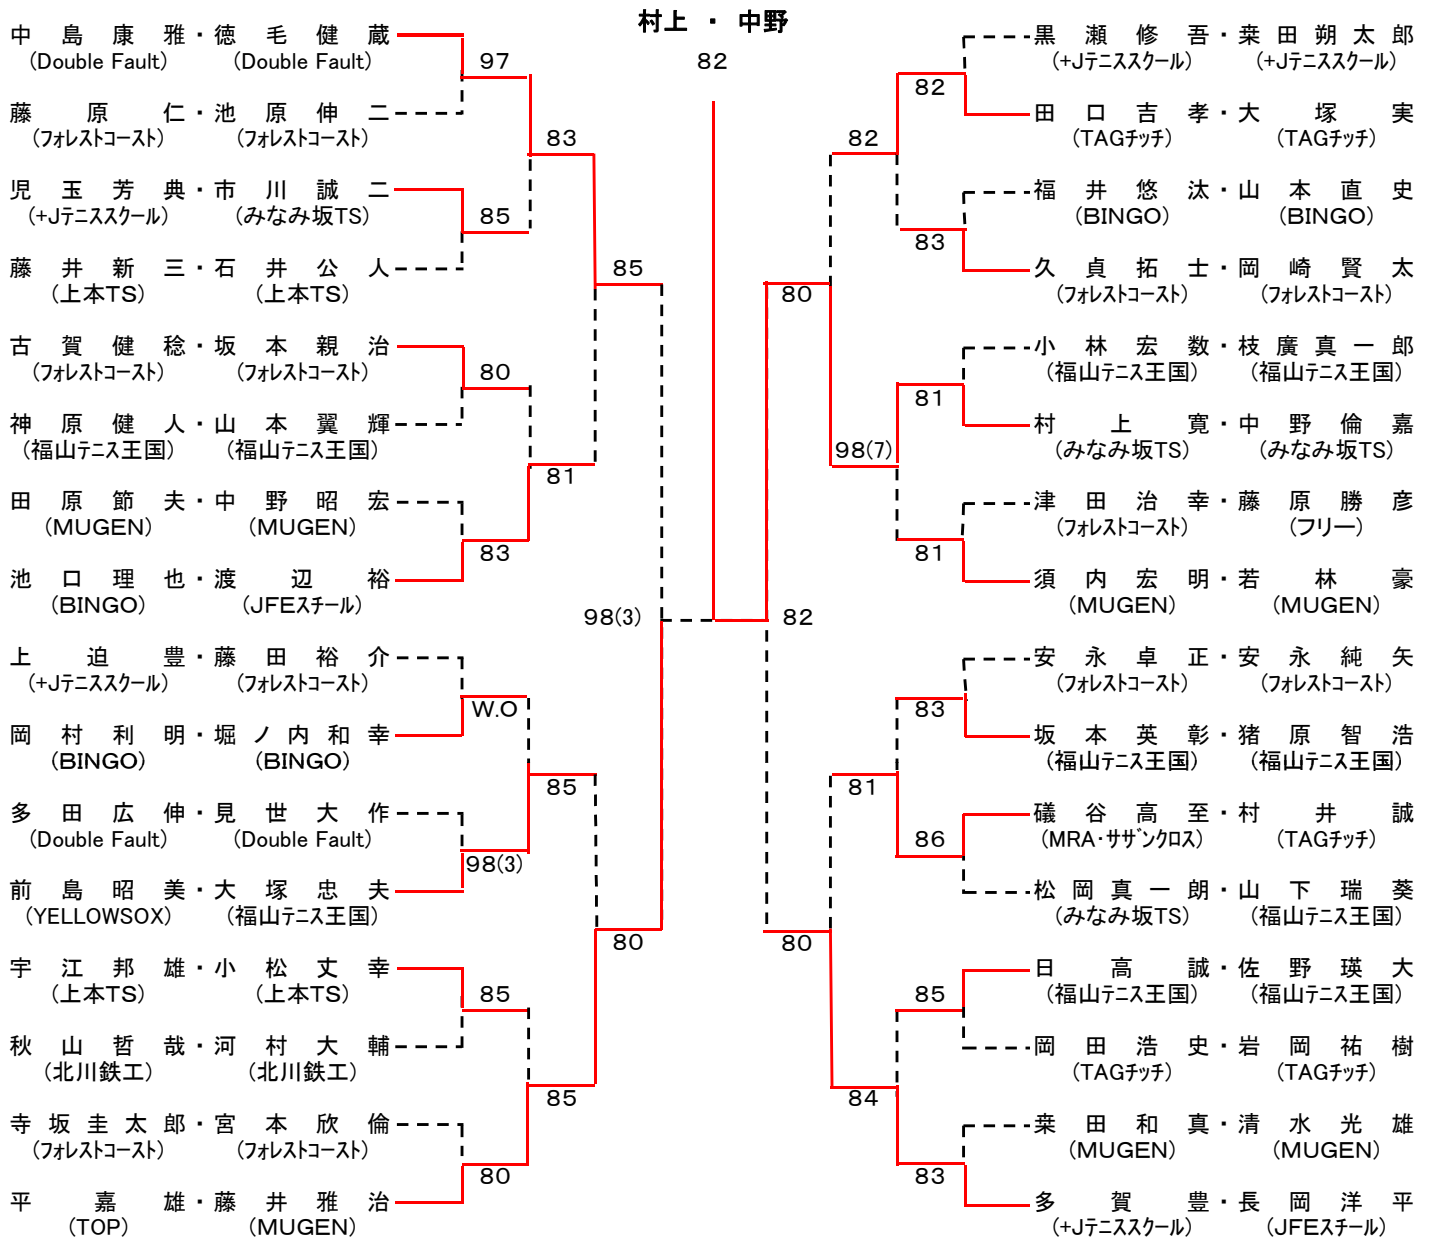 村上 ・ 中野
82
中島康雅・徳毛健蔵
(Double Fault) (Double Fault)
97
藤原仁・池原伸二
(フォレストコースト) (フォレストコースト)
83
児玉芳典・市川誠二
(+Jテニススクール) (みなみ坂TS)
85
藤井新三・石井公人
(上本TS) (上本TS)
85
古賀健稔・坂本親治
(フォレストコースト) (フォレストコースト)
80
神原健人・山本翼輝
(福山テニス王国) (福山テニス王国)
81
田原節夫・中野昭宏
(MUGEN) (MUGEN)
83
池口理也・渡辺裕
(BINGO) (JFEスチール)
98(3)
上迫豊・藤田裕介
(+Jテニススクール) (フォレストコースト)
W.O
岡村利明・堀ノ内和幸
(BINGO) (BINGO)
85
多田広伸・見世大作
(Double Fault) (Double Fault)
98(3)
前島昭美・大塚忠夫
(YELLOWSOX) (福山テニス王国)
80
宇江邦雄・小松丈幸
(上本TS) (上本TS)
85
秋山哲哉・河村大輔
(北川鉄工) (北川鉄工)
85
寺坂圭太郎・宮本欣倫
(フォレストコースト) (フォレストコースト)
80
平嘉雄・藤井雅治
(TOP) (MUGEN)
黒瀬修吾・桒田朔太郎
(+Jテニススクール) (+Jテニススクール)
82
田口吉孝・大塚実
(TAGチッチ) (TAGチッチ)
82
福井悠汰・山本直史
(BINGO) (BINGO)
83
久貞拓士・岡崎賢太
(フォレストコースト) (フォレストコースト)
80
小林宏数・枝廣真一郎
(福山テニス王国) (福山テニス王国)
81
村上寛・中野倫嘉
(みなみ坂TS) (みなみ坂TS)
98(7)
津田治幸・藤原勝彦
(フォレストコースト) (フリー)
81
須内宏明・若林豪
(MUGEN) (MUGEN)
82
安永卓正・安永純矢
(フォレストコースト) (フォレストコースト)
83
坂本英彰・猪原智浩
(福山テニス王国) (福山テニス王国)
81
礒谷高至・村井誠
(MRA・サザンクロス) (TAGチッチ)
86
松岡真一朗・山下瑞葵
(みなみ坂TS) (福山テニス王国)
80
日高誠・佐野瑛大
(福山テニス王国) (福山テニス王国)
85
岡田浩史・岩岡祐樹
(TAGチッチ) (TAGチッチ)
84
桒田和真・清水光雄
(MUGEN) (MUGEN)
83
多賀豊・長岡洋平
(+Jテニススクール) (JFEスチール)